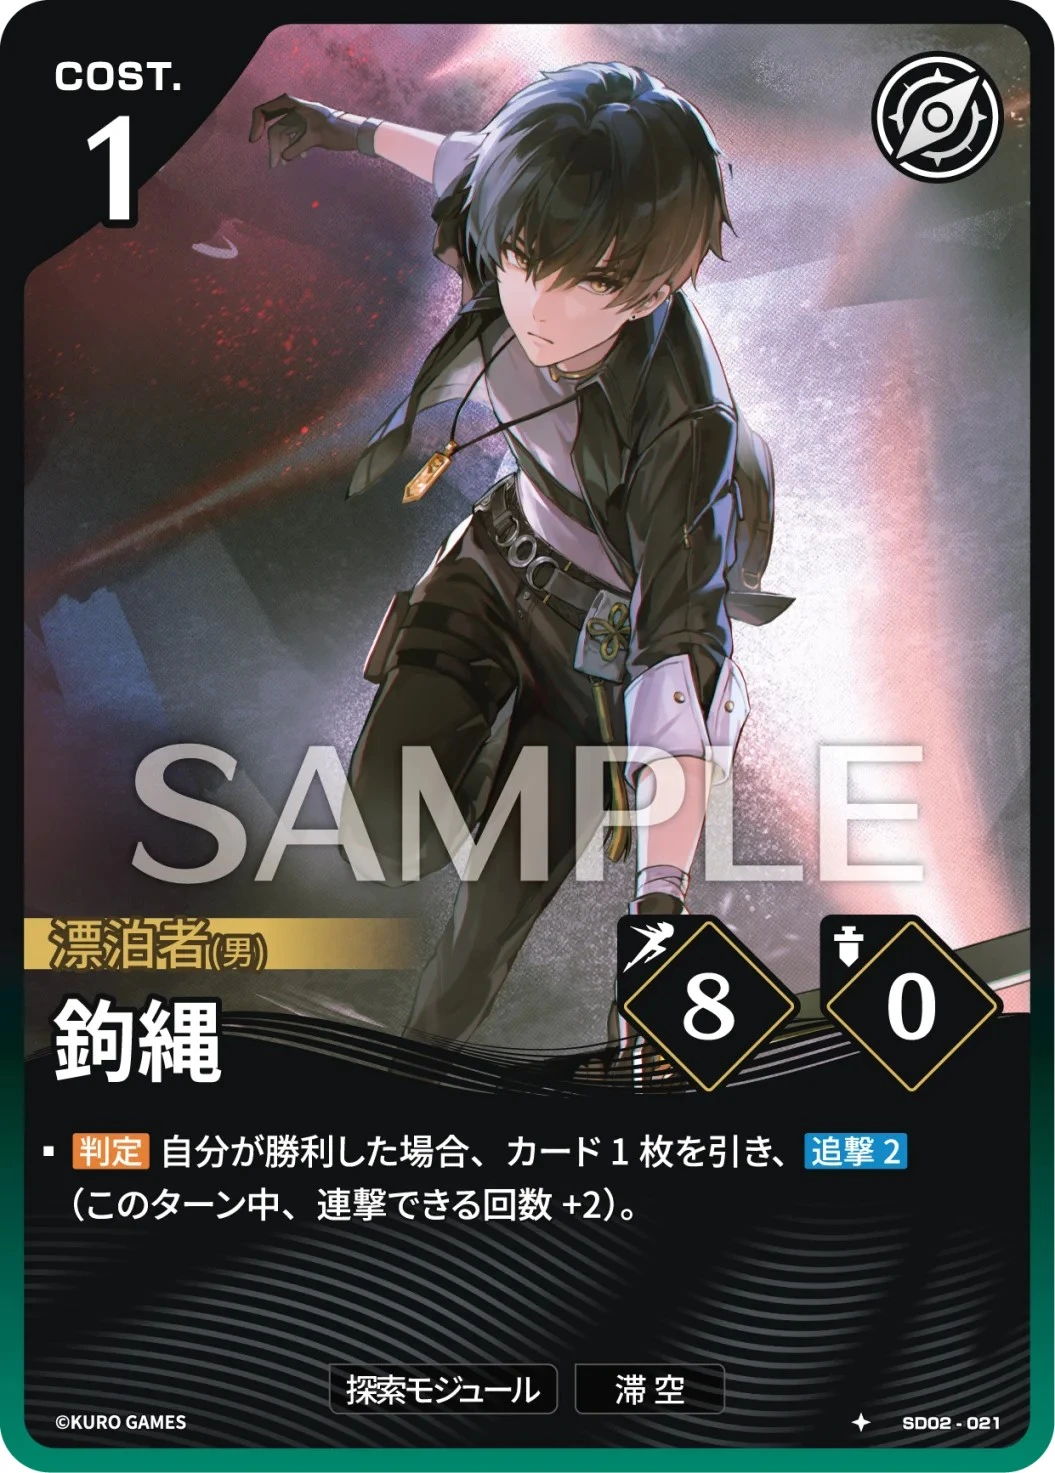 COST.
1
SAMPLE
漂泊者(男)
鉤縄
8
0
▪ 判定 自分が勝利した場合、カード 1 枚を引き、追撃 2
(このターン中、連撃できる回数 +2)。
探索モジュール
滞空
©KURO GAMES
SD02 - 021